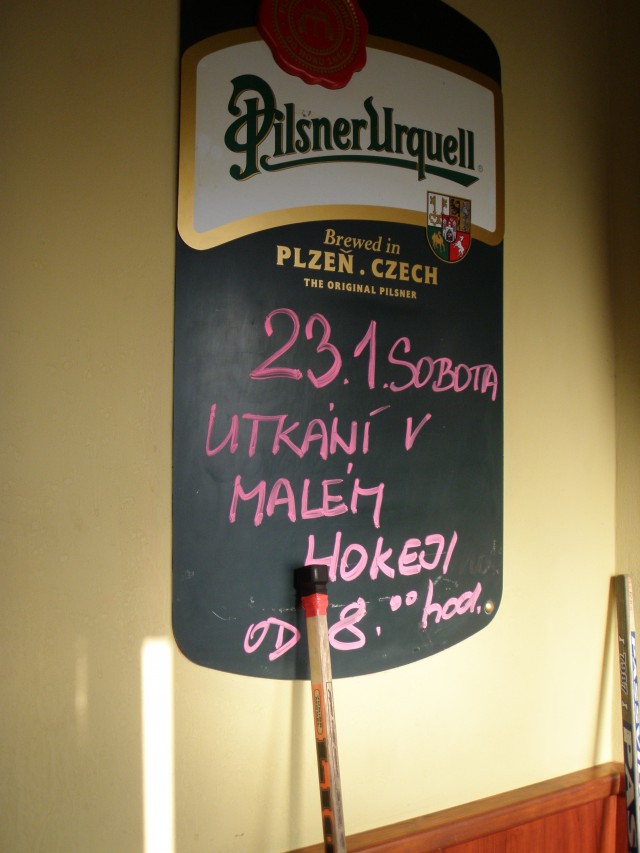 Pilsner Urquell
Brewed in
PLZEŇ . CZECH
THE ORIGINAL PILSNER
23.1. SOBOTA
UTKÁNÍ V
MALÉM
HOKEJI
OD 8.00 hod.